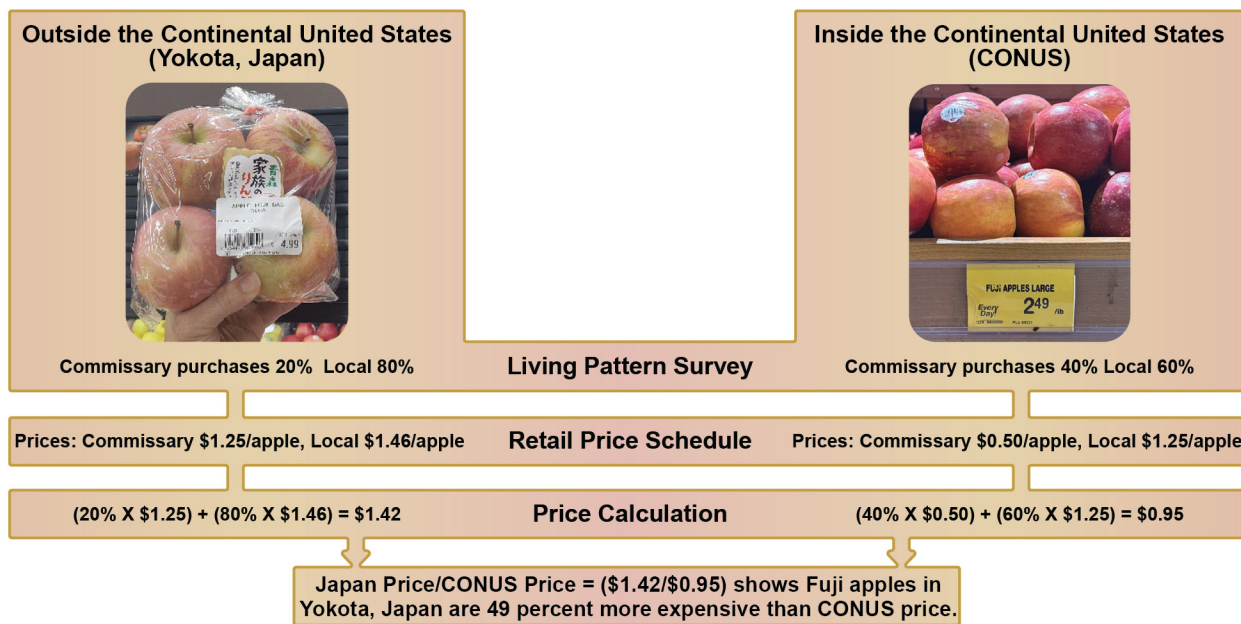 Outside the Continental United States
(Yokota, Japan)
青森
家族の
りんご
4.99
Commissary purchases 20%  Local 80%
Inside the Continental United States
(CONUS)
FUJI APPLES LARGE
Every
Day!
2⁴⁹ /lb
Commissary purchases 40% Local 60%
Living Pattern Survey
Prices: Commissary $1.25/apple, Local $1.46/apple
Retail Price Schedule
Prices: Commissary $0.50/apple, Local $1.25/apple
(20% X $1.25) + (80% X $1.46) = $1.42
Price Calculation
(40% X $0.50) + (60% X $1.25) = $0.95
Japan Price/CONUS Price = ($1.42/$0.95) shows Fuji apples in
Yokota, Japan are 49 percent more expensive than CONUS price.